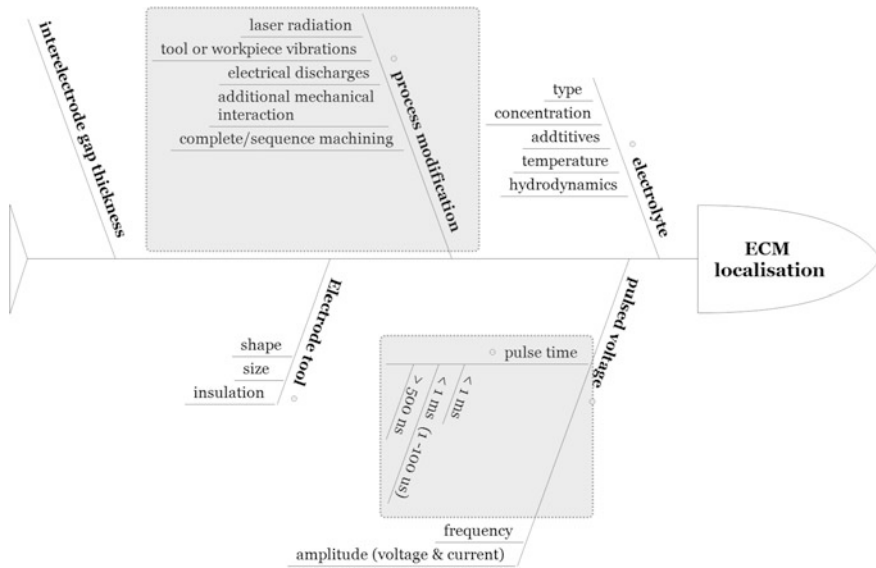 laser radiation
tool or workpiece vibrations
electrical discharges
additional mechanical
interaction
complete/sequence machining
process modification
interelectrode gap thickness
type
concentration
addtitives
temperature
hydrodynamics
electrolyte
ECM
localisation
Electrode tool
shape
size
insulation
pulsed voltage
pulse time
< 1 ms
< 1 ms (1 -100 us)
> 500 ns
frequency
amplitude (voltage & current)